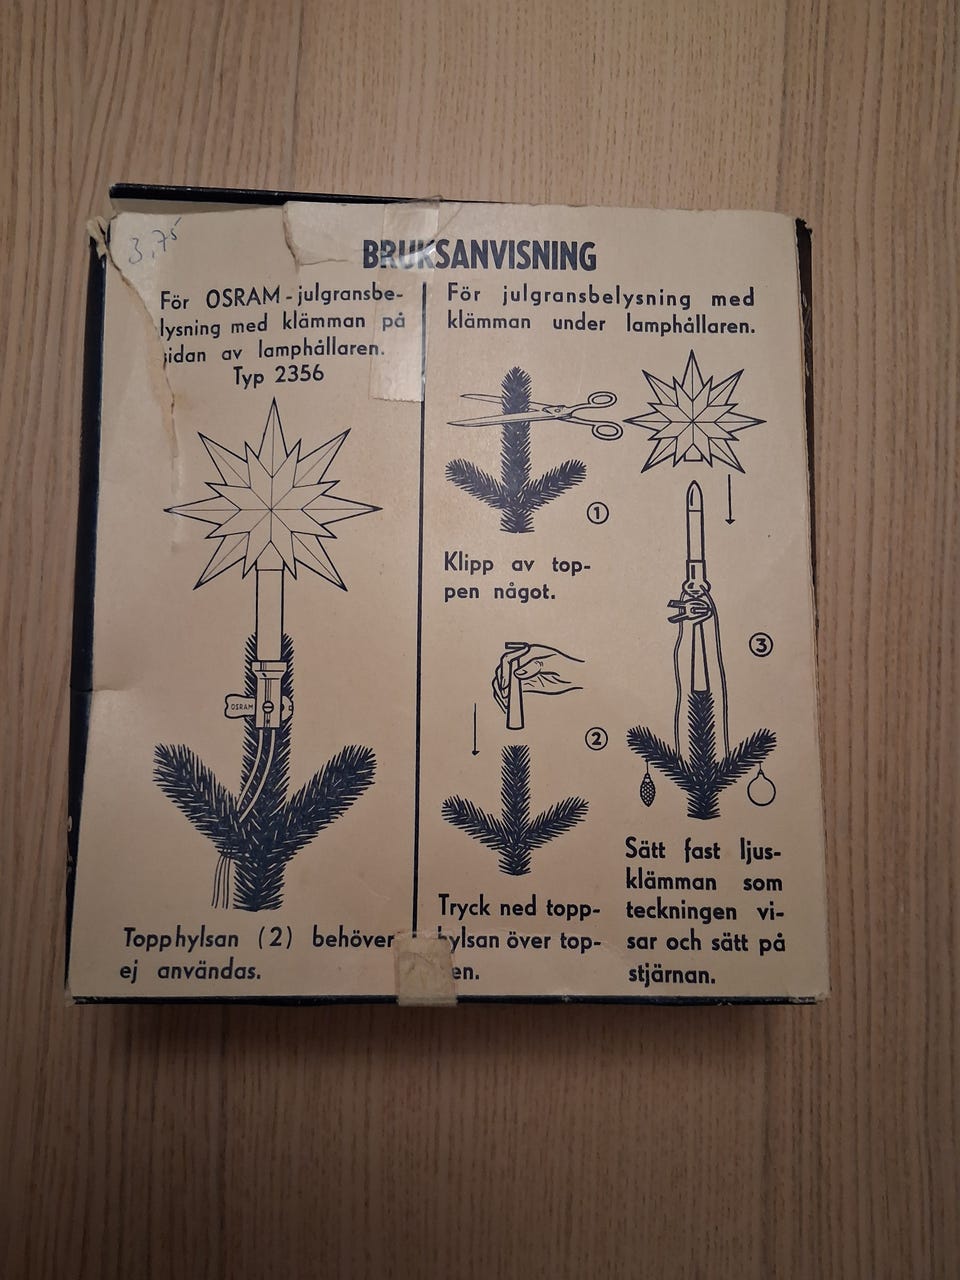 3,75
BRUKSANVISNING
För OSRAM - julgransbe-
lysning med klämman på
sidan av lamphållaren.
Typ 2356
OSRAM
Topphylsan (2) behöver
ej användas.
För julgransbelysning med
klämman under lamphållaren.
1
Klipp av top-
pen något.
2
Tryck ned topp-
hylsan över top-
en.
3
Sätt fast ljus-
klämman som
teckningen vi-
sar och sätt på
stjärnan.